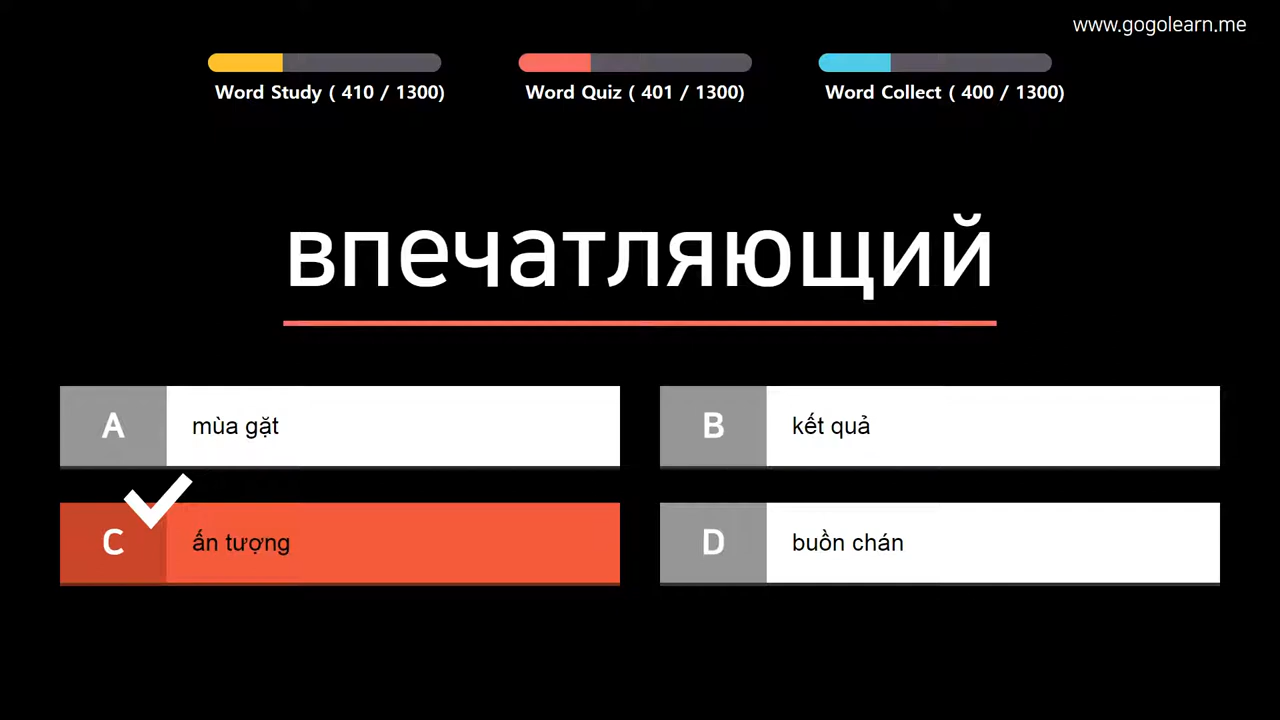 www.gogolearn.me
Word Study ( 410 / 1300)
Word Quiz ( 401 / 1300)
Word Collect ( 400 / 1300)
впечатляющий
A mùa gặt
B kết quả
C ấn tượng
D buồn chán